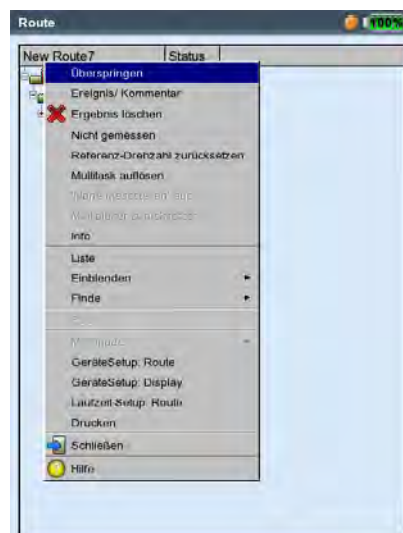 Route
100%
New Route7 Status
Überspringen
Ereignis/ Kommentar
Ergebnis löschen
Nicht gemessen
Referenz-Drehzahl zurücksetzen
Multitask auflösen
Info
Liste
Einblenden
Finde
GeräteSetup: Route
GeräteSetup: Display
Laufzeit-Setup: Route
Drucken
Schließen
Hilfe